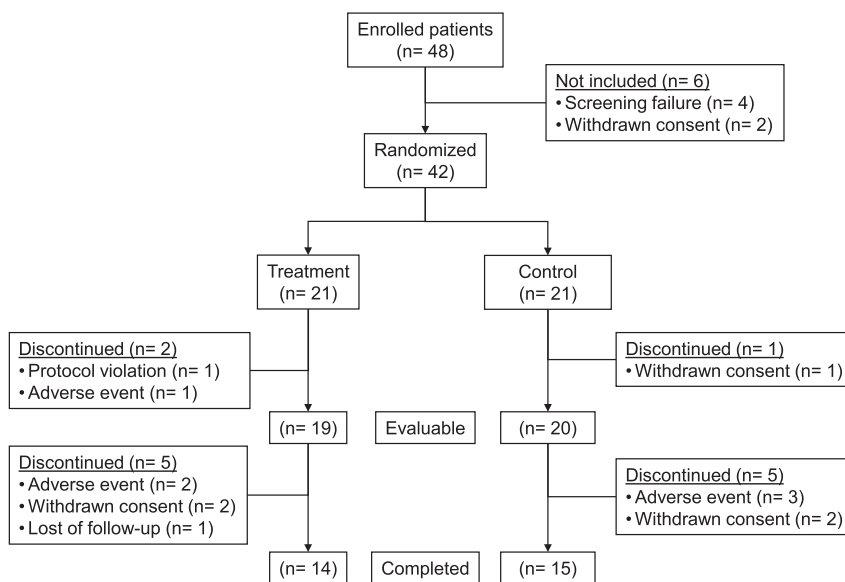 Enrolled patients
(n= 48)
Not included (n= 6)
• Screening failure (n= 4)
• Withdrawn consent (n= 2)
Randomized
(n= 42)
Treatment
(n= 21)
Control
(n= 21)
Discontinued (n= 2)
• Protocol violation (n= 1)
• Adverse event (n= 1)
Discontinued (n= 1)
• Withdrawn consent (n= 1)
(n= 19)
Evaluable
(n= 20)
Discontinued (n= 5)
• Adverse event (n= 2)
• Withdrawn consent (n= 2)
• Lost of follow-up (n= 1)
Discontinued (n= 5)
• Adverse event (n= 3)
• Withdrawn consent (n= 2)
(n= 14)
Completed
(n= 15)